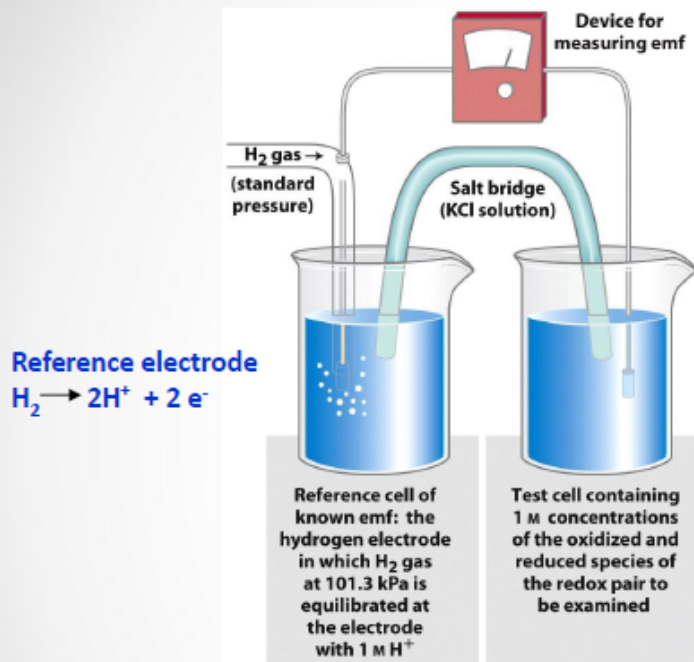 Device for
measuring emf
H₂ gas →
(standard
pressure)
Salt bridge
(KCl solution)
Reference electrode
H₂ → 2H⁺ + 2 e⁻
Reference cell of
known emf: the
hydrogen electrode
in which H₂ gas
at 101.3 kPa is
equilibrated at
the electrode
with 1 M H⁺
Test cell containing
1 M concentrations
of the oxidized and
reduced species of
the redox pair to
be examined